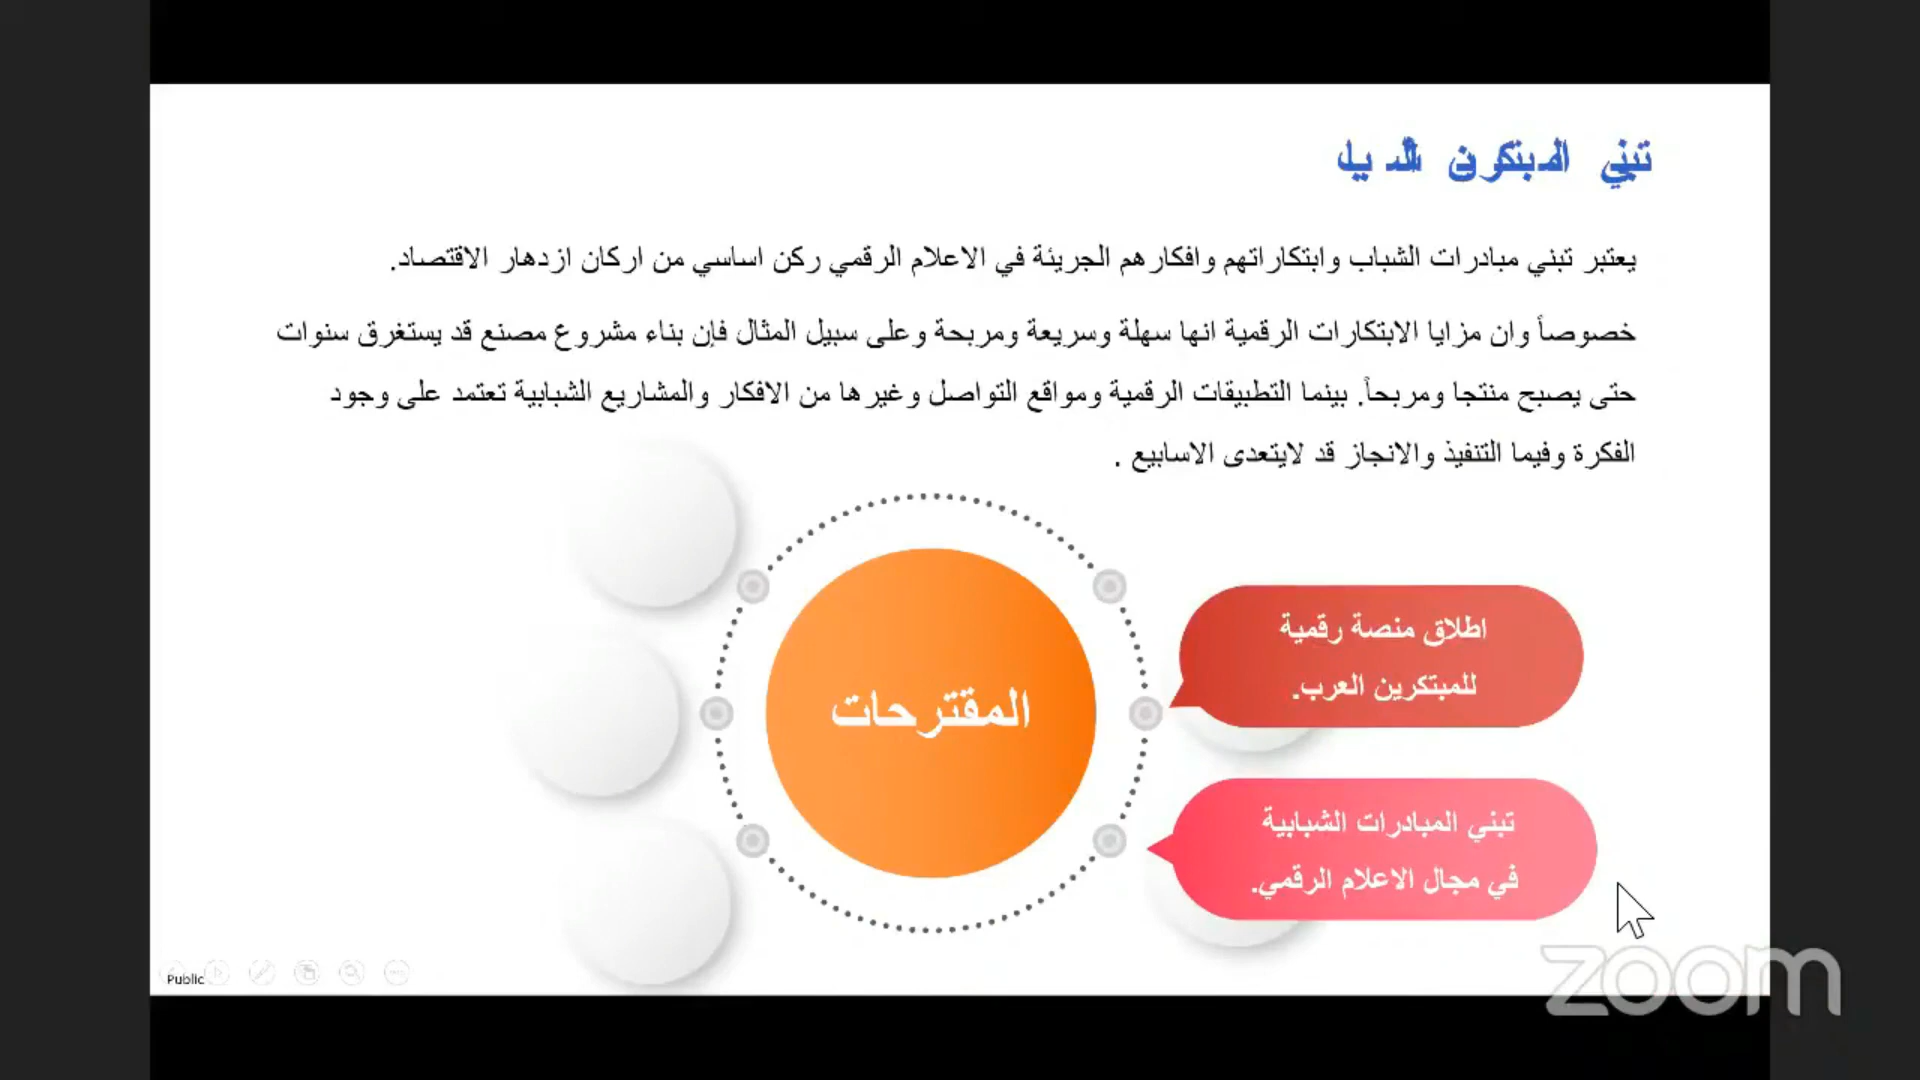 تبني المبتكرون
يعتبر تبني مبادرات الشباب وابتكاراتهم وافكارهم الجريئة في الاعلام الرقمي ركن اساسي من اركان ازدهار الاقتصاد.
خصوصاً وان مزايا الابتكارات الرقمية انها سهلة وسريعة ومربحة وعلى سبيل المثال فإن بناء مشروع مصنع قد يستغرق سنوات
حتى يصبح منتجا ومربحاً. بينما التطبيقات الرقمية ومواقع التواصل وغيرها من الافكار والمشاريع الشبابية تعتمد على وجود
الفكرة وفيما التنفيذ والانجاز قد لايتعدى الاسابيع .
اطلاق منصة رقمية
للمبتكرين العرب.
المقترحات
تبني المبادرات الشبابية
في مجال الاعلام الرقمي.
Public
zoom